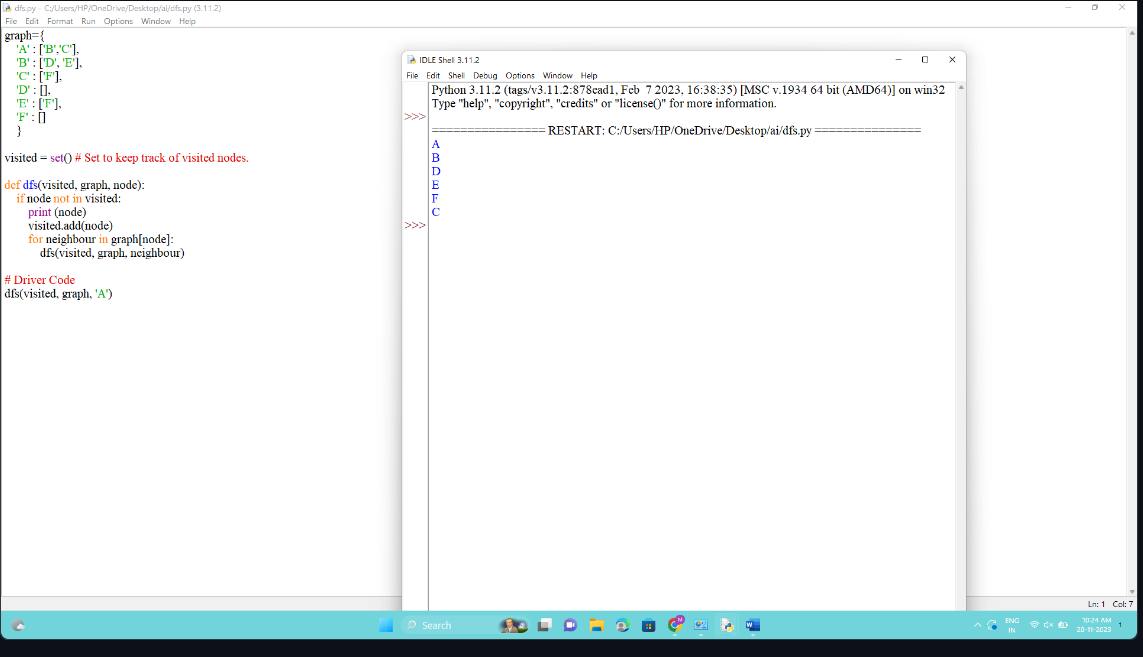 dfs.py - C:/Users/HP/OneDrive/Desktop/ai/dfs.py (3.11.2)
File Edit Format Run Options Window Help
graph={
    'A' : ['B','C'],
    'B' : ['D', 'E'],
    'C' : ['F'],
    'D' : [],
    'E' : ['F'],
    'F' : []
    }
visited = set() # Set to keep track of visited nodes.
def dfs(visited, graph, node):
    if node not in visited:
        print (node)
        visited.add(node)
        for neighbour in graph[node]:
            dfs(visited, graph, neighbour)
# Driver Code
dfs(visited, graph, 'A')
IDLE Shell 3.11.2
File Edit Shell Debug Options Window Help
Python 3.11.2 (tags/v3.11.2:878ead1, Feb  7 2023, 16:38:35) [MSC v.1934 64 bit (AMD64)] on win32
Type "help", "copyright", "credits" or "license()" for more information.
>>>
================ RESTART: C:/Users/HP/OneDrive/Desktop/ai/dfs.py ===============
A
B
D
E
F
C
>>>
Ln: 1 Col: 7
Search
ENG
IN
10:24 AM
20-11-2023
1